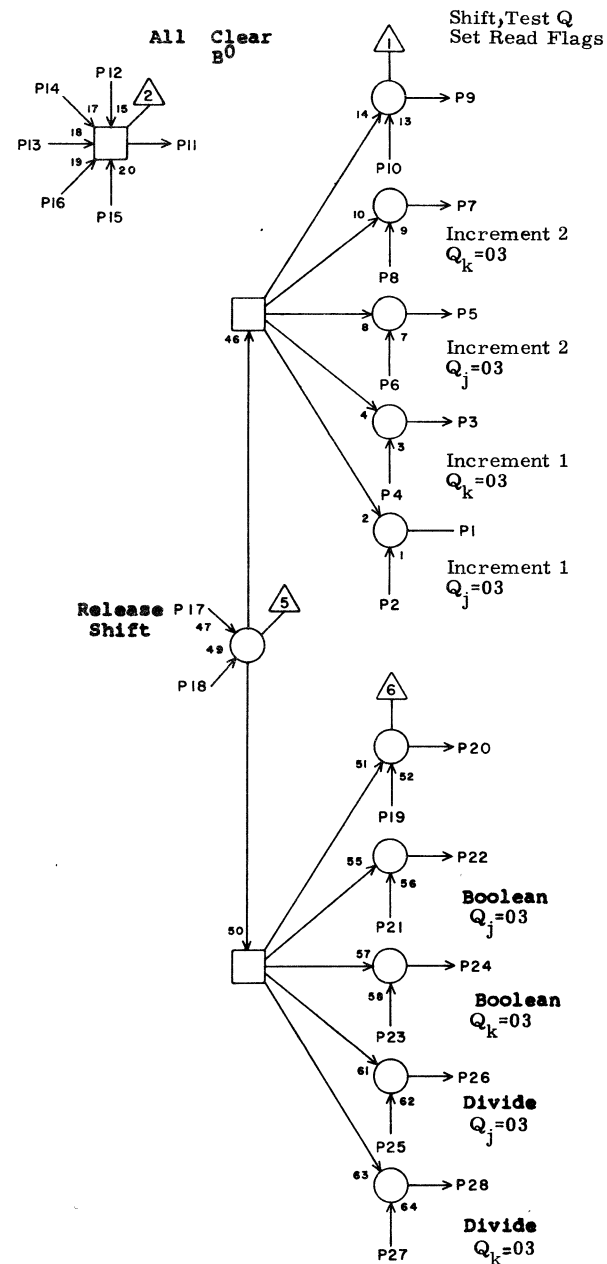 Shift,Test Q
Set Read Flags
All Clear
B0
1
P9
14
13
P10
P12
P14
2
17
15
P13
18
P11
19
20
P16
P15
10
P7
9
Increment 2
P8
Qk=03
46
8
P5
7
Increment 2
P6
Qj=03
4
P3
3
Increment 1
P4
Qk=03
2
P1
1
Increment 1
P2
Qj=03
Release
Shift
P17
5
47
49
P18
6
P20
51
52
P19
55
P22
56
Boolean
P21
Qj=03
50
57
P24
58
Boolean
P23
Qk=03
61
P26
62
Divide
P25
Qj=03
63
P28
64
Divide
P27
Qk=03